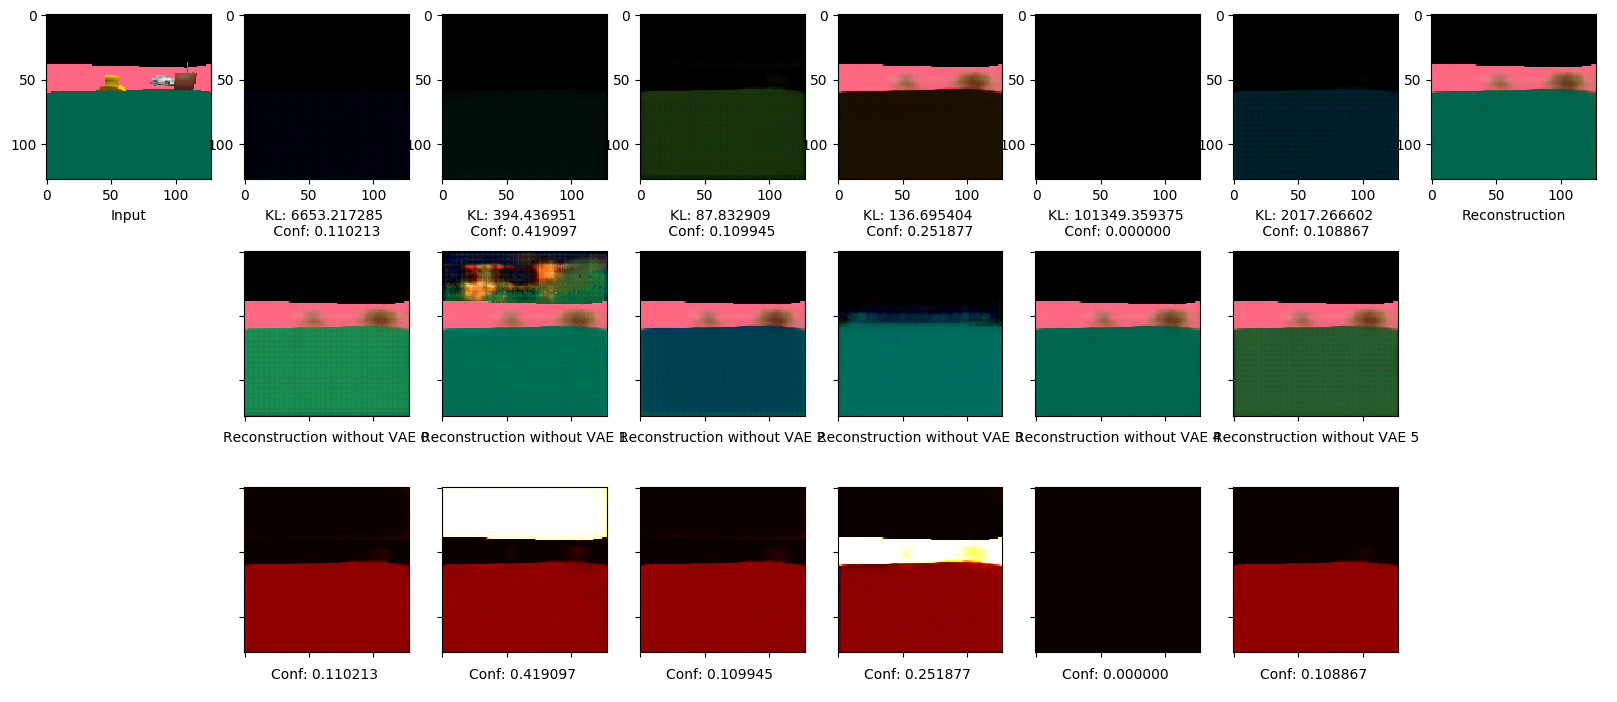 0
50
100
0 50 100
Input
0
50
100
0 50 100
KL: 6653.217285
Conf: 0.110213
0
50
100
0 50 100
KL: 394.436951
Conf: 0.419097
0
50
100
0 50 100
KL: 87.832909
Conf: 0.109945
0
50
100
0 50 100
KL: 136.695404
Conf: 0.251877
0
50
100
0 50 100
KL: 101349.359375
Conf: 0.000000
0
50
100
0 50 100
KL: 2017.266602
Conf: 0.108867
0
50
100
0 50 100
Reconstruction
Reconstruction without VAE 0
Reconstruction without VAE 1
Reconstruction without VAE 2
Reconstruction without VAE 3
Reconstruction without VAE 4
Reconstruction without VAE 5
Conf: 0.110213
Conf: 0.419097
Conf: 0.109945
Conf: 0.251877
Conf: 0.000000
Conf: 0.108867